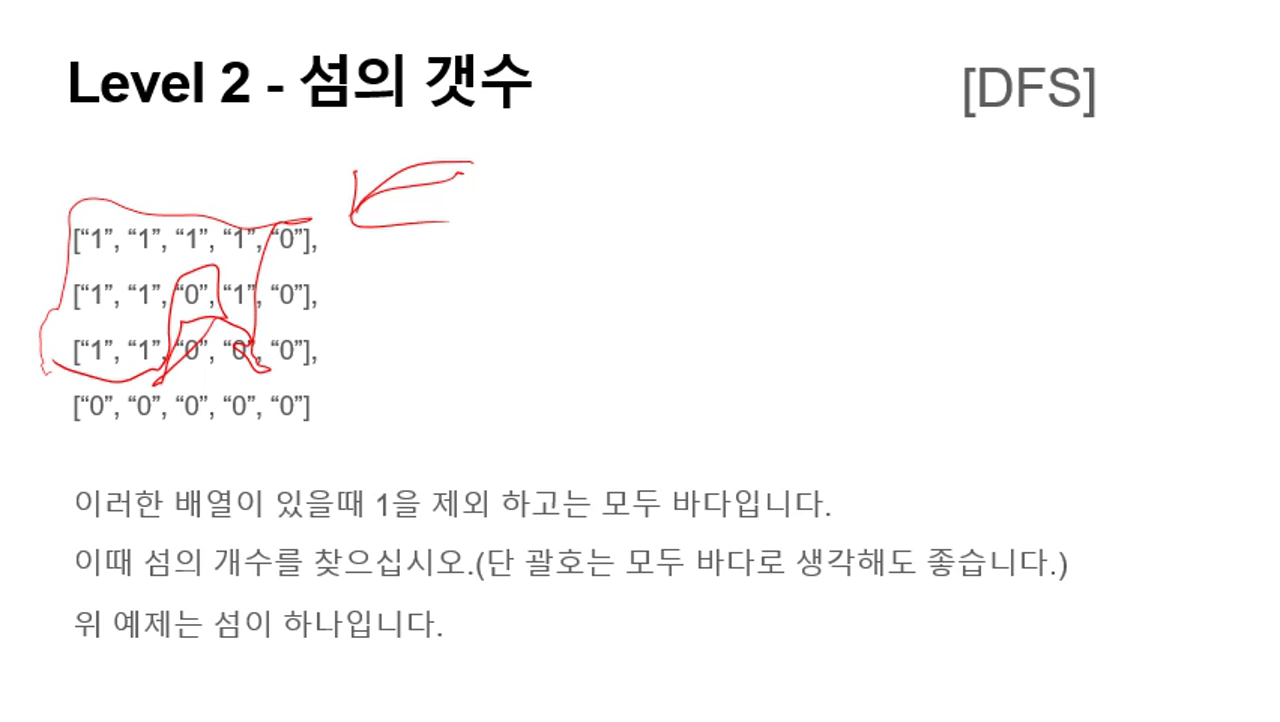 Level 2 - 섬의 갯수
[DFS]
[“1”, “1”, “1”, “1”, “0”],
[“1”, “1”, “0”, “1”, “0”],
[“1”, “1”, “0”, “0”, “0”],
[“0”, “0”, “0”, “0”, “0”]
이러한 배열이 있을때 1을 제외 하고는 모두 바다입니다.
이때 섬의 개수를 찾으십시오.(단 괄호는 모두 바다로 생각해도 좋습니다.)
위 예제는 섬이 하나입니다.